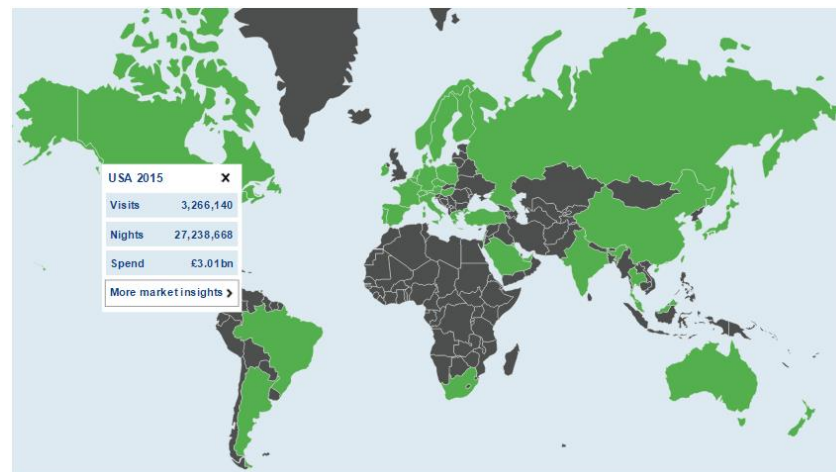 USA 2015 ×
Visits 3,266,140
Nights 27,238,668
Spend £3.01bn
More market insights >